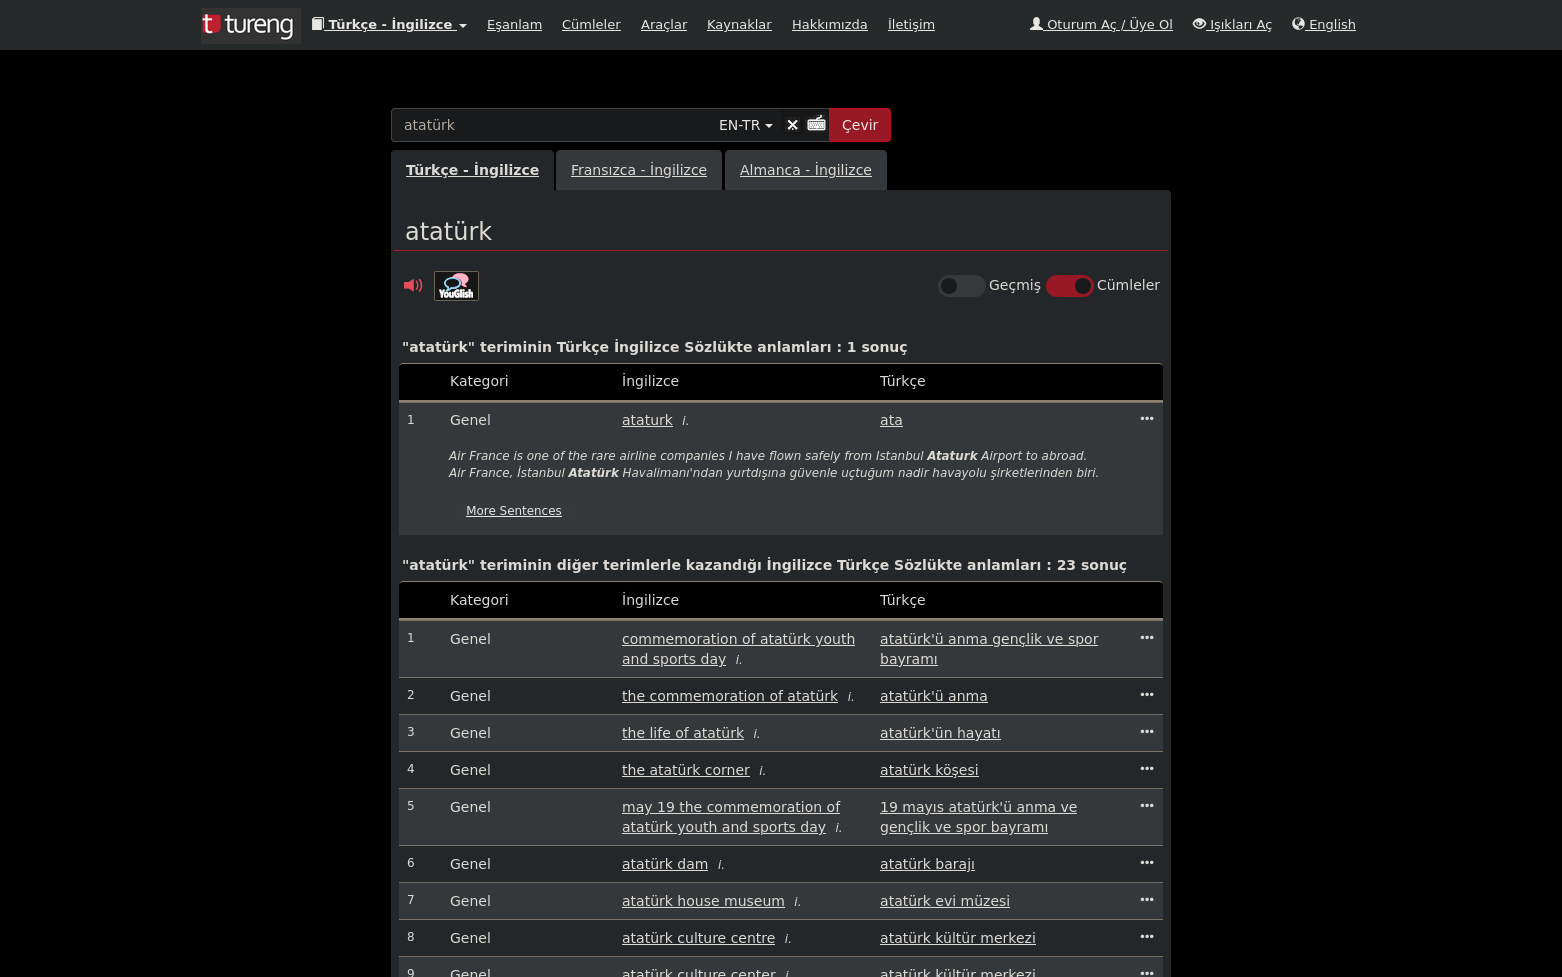 tureng Türkçe - İngilizce Eşanlam Cümleler Araçlar Kaynaklar Hakkımızda İletişim Oturum Aç / Üye Ol Işıkları Aç English
atatürk EN-TR Çevir
Türkçe - İngilizce Fransızca - İngilizce Almanca - İngilizce
atatürk
YouGlish Geçmiş Cümleler
"atatürk" teriminin Türkçe İngilizce Sözlükte anlamları : 1 sonuç
Kategori İngilizce Türkçe
1 Genel ataturk i. ata •••
Air France is one of the rare airline companies I have flown safely from Istanbul Ataturk Airport to abroad.
Air France, İstanbul Atatürk Havalimanı'ndan yurtdışına güvenle uçtuğum nadir havayolu şirketlerinden biri.
More Sentences
"atatürk" teriminin diğer terimlerle kazandığı İngilizce Türkçe Sözlükte anlamları : 23 sonuç
Kategori İngilizce Türkçe
1 Genel commemoration of atatürk youth atatürk'ü anma gençlik ve spor •••
and sports day i. bayramı
2 Genel the commemoration of atatürk i. atatürk'ü anma •••
3 Genel the life of atatürk i. atatürk'ün hayatı •••
4 Genel the atatürk corner i. atatürk köşesi •••
5 Genel may 19 the commemoration of 19 mayıs atatürk'ü anma ve •••
atatürk youth and sports day i. gençlik ve spor bayramı
6 Genel atatürk dam i. atatürk barajı •••
7 Genel atatürk house museum i. atatürk evi müzesi •••
8 Genel atatürk culture centre i. atatürk kültür merkezi •••
9 Genel atatürk culture center i. atatürk kültür merkezi •••